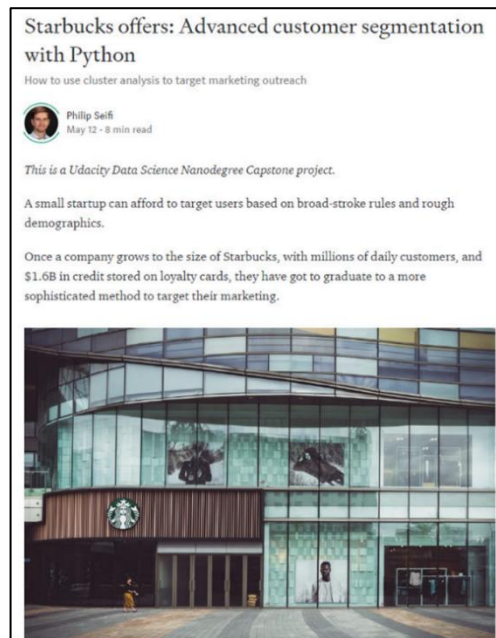 Starbucks offers: Advanced customer segmentation
with Python
How to use cluster analysis to target marketing outreach
Philip Seifi
May 12 · 8 min read
This is a Udacity Data Science Nanodegree Capstone project.
A small startup can afford to target users based on broad-stroke rules and rough
demographics.
Once a company grows to the size of Starbucks, with millions of daily customers, and
$1.6B in credit stored on loyalty cards, they have got to graduate to a more
sophisticated method to target their marketing.